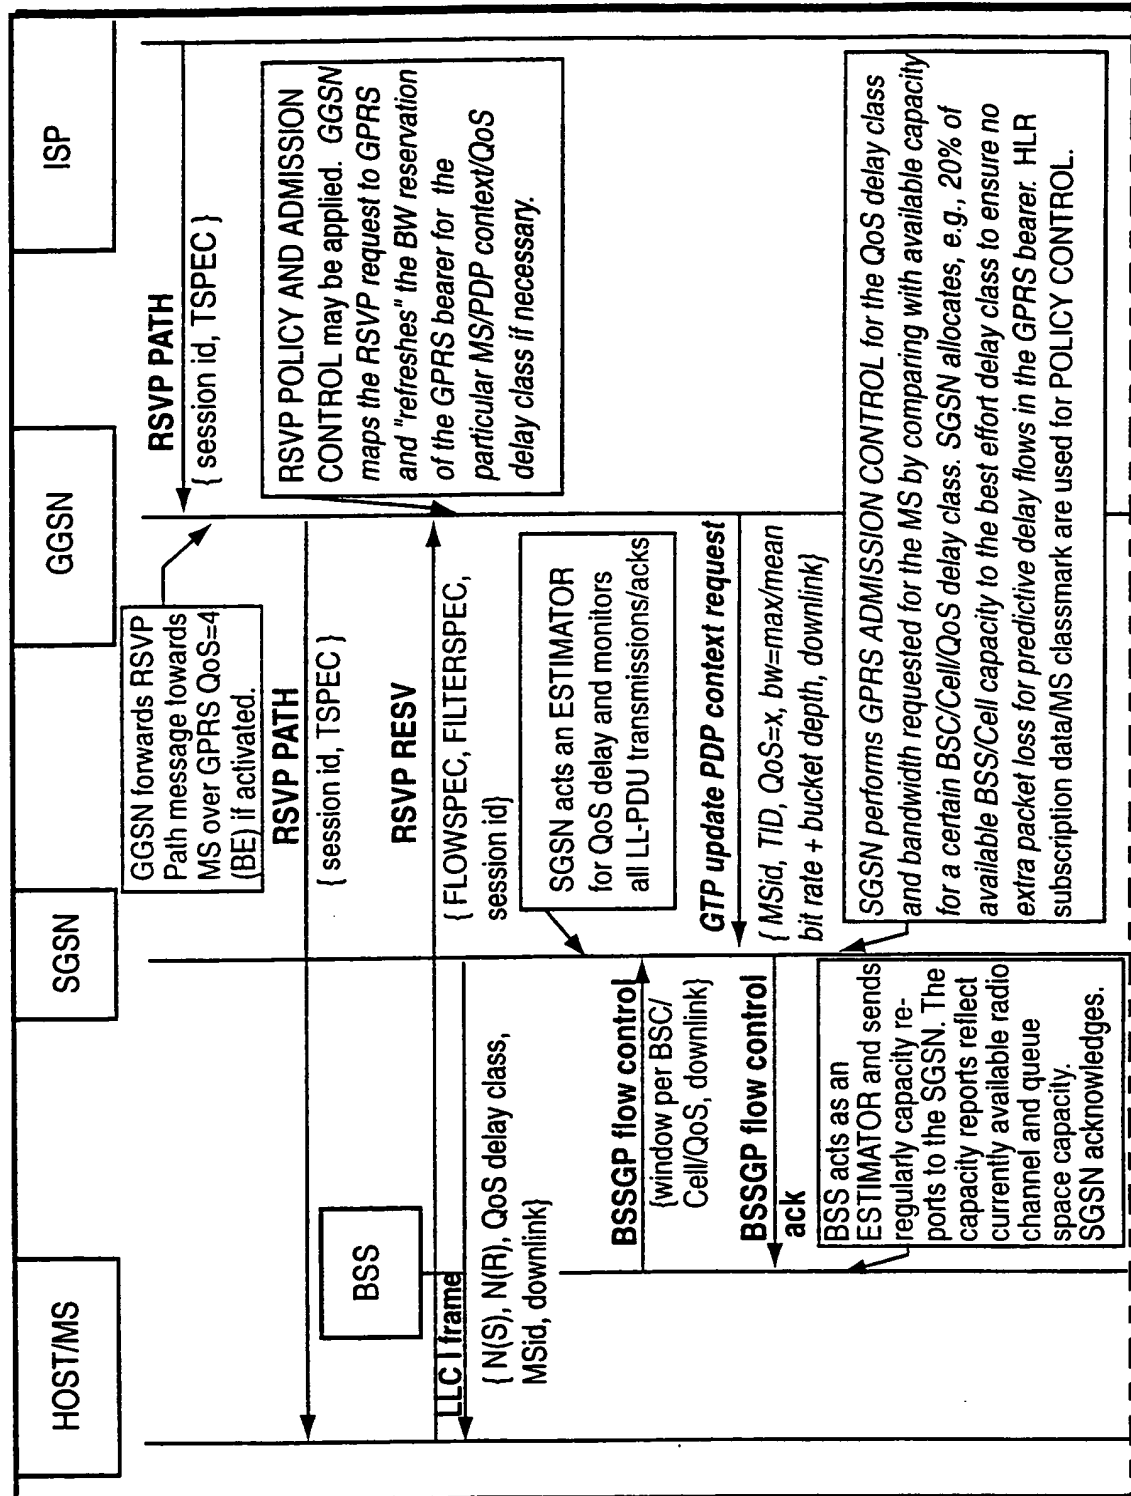 HOST/MS
SGSN
GGSN
ISP
RSVP PATH
{ session id, TSPEC }
GGSN forwards RSVP
Path message towards
MS over GPRS QoS=4
(BE) if activated.
RSVP PATH
{ session id, TSPEC }
RSVP POLICY AND ADMISSION
CONTROL may be applied. GGSN
maps the RSVP request to GPRS
and "refreshes" the BW reservation
of the GPRS bearer for the
particular MS/PDP context/QoS
delay class if necessary.
BSS
RSVP RESV
{ FLOWSPEC, FILTERSPEC,
session id}
LLC I frame
{ N(S), N(R), QoS delay class,
MSid, downlink}
SGSN acts an ESTIMATOR
for QoS delay and monitors
all LL-PDU transmissions/acks
BSSGP flow control
{window per BSC/
Cell/QoS, downlink}
GTP update PDP context request
{ MSid, TID, QoS=x, bw=max/mean
bit rate + bucket depth, downlink}
BSSGP flow control
ack
BSS acts as an
ESTIMATOR and sends
regularly capacity re-
ports to the SGSN. The
capacity reports reflect
currently available radio
channel and queue
space capacity.
SGSN acknowledges.
SGSN performs GPRS ADMISSION CONTROL for the QoS delay class
and bandwidth requested for the MS by comparing with available capacity
for a certain BSC/Cell/QoS delay class. SGSN allocates, e.g., 20% of
available BSS/Cell capacity to the best effort delay class to ensure no
extra packet loss for predictive delay flows in the GPRS bearer. HLR
subscription data/MS classmark are used for POLICY CONTROL.